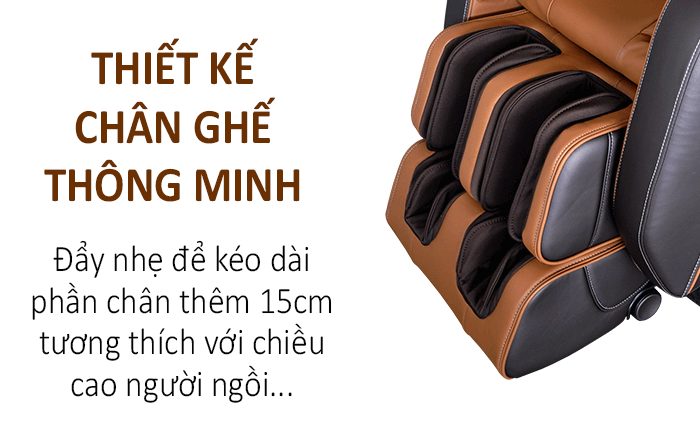 THIẾT KẾ
CHÂN GHẾ
THÔNG MINH
Đẩy nhẹ để kéo dài
phần chân thêm 15cm
tương thích với chiều
cao người ngồi...